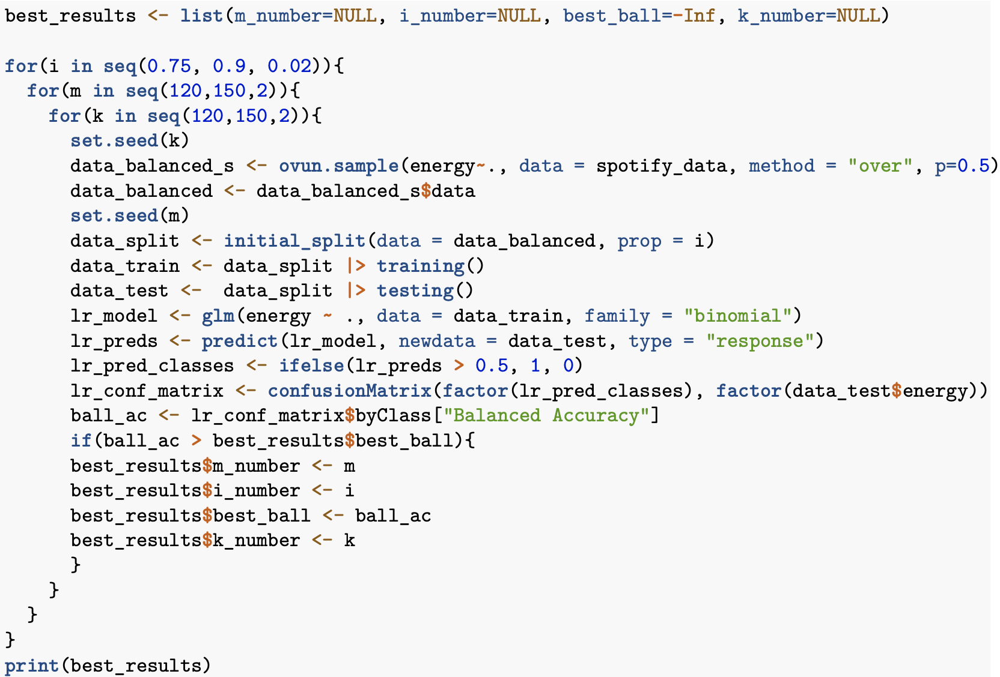 best_results <- list(m_number=NULL, i_number=NULL, best_ball=-Inf, k_number=NULL)
for(i in seq(0.75, 0.9, 0.02)){
  for(m in seq(120,150,2)){
    for(k in seq(120,150,2)){
      set.seed(k)
      data_balanced_s <- ovun.sample(energy~., data = spotify_data, method = "over", p=0.5)
      data_balanced <- data_balanced_s$data
      set.seed(m)
      data_split <- initial_split(data = data_balanced, prop = i)
      data_train <- data_split |> training()
      data_test <-  data_split |> testing()
      lr_model <- glm(energy ~ ., data = data_train, family = "binomial")
      lr_preds <- predict(lr_model, newdata = data_test, type = "response")
      lr_pred_classes <- ifelse(lr_preds > 0.5, 1, 0)
      lr_conf_matrix <- confusionMatrix(factor(lr_pred_classes), factor(data_test$energy))
      ball_ac <- lr_conf_matrix$byClass["Balanced Accuracy"]
      if(ball_ac > best_results$best_ball){
      best_results$m_number <- m
      best_results$i_number <- i
      best_results$best_ball <- ball_ac
      best_results$k_number <- k
      }
    }
  }
}
print(best_results)